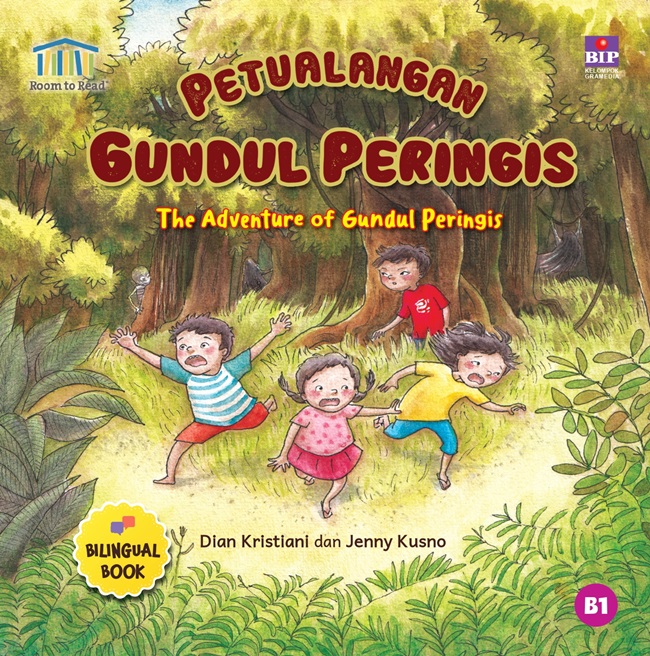 Room to Read®
BIP
KELOMPOK
GRAMEDIA
PETUALANGAN
GUNDUL PERINGIS
The Adventure of Gundul Peringis
BILINGUAL
BOOK
Dian Kristiani dan Jenny Kusno
B1